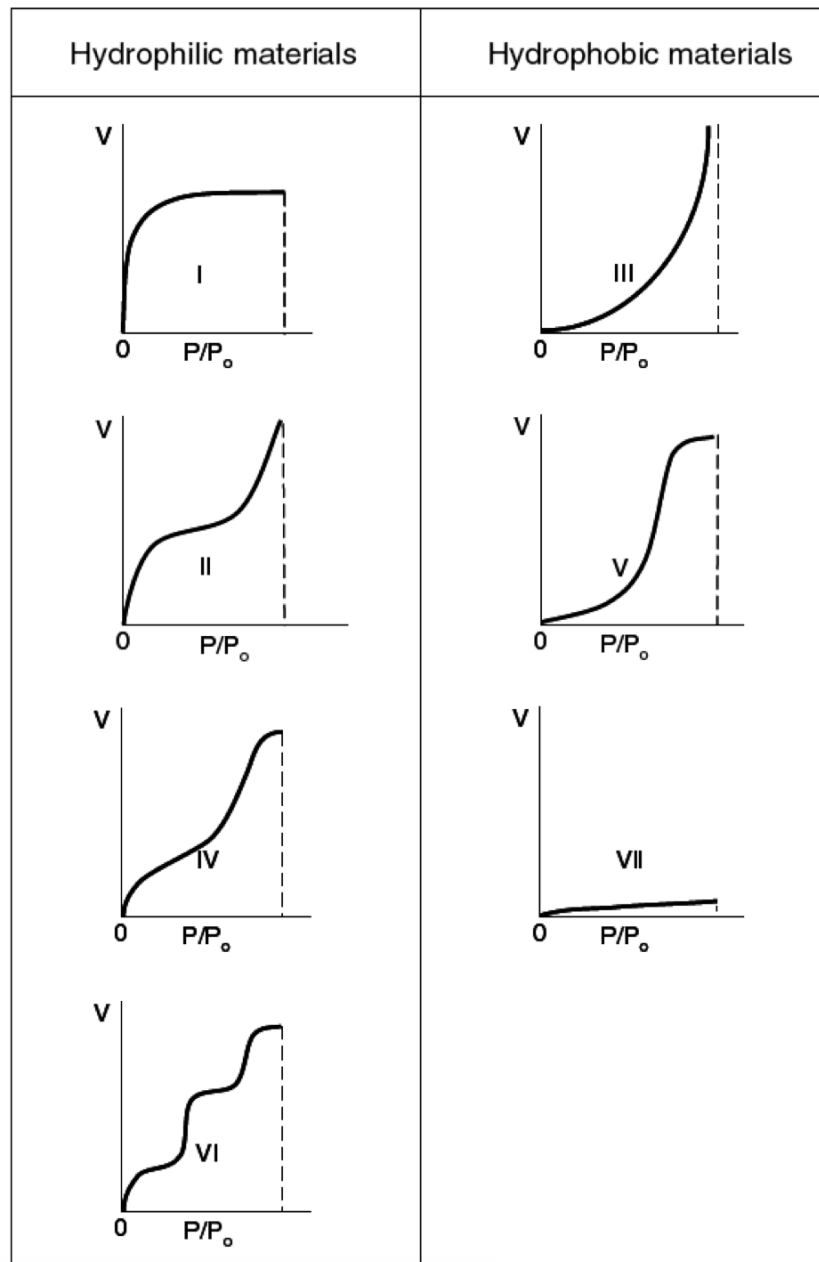 Hydrophilic materials
Hydrophobic materials
V
I
0
P/Po
V
III
0
P/Po
V
II
0
P/Po
V
V
0
P/Po
V
IV
0
P/Po
V
VII
0
P/Po
V
VI
0
P/Po